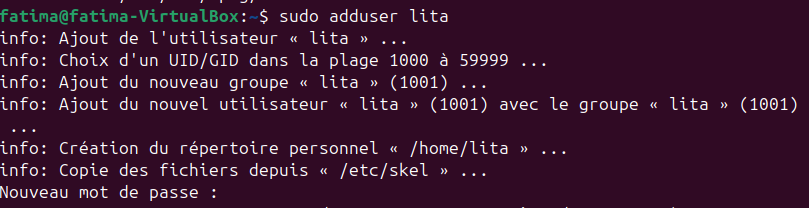 fatima@fatima-VirtualBox:~$ sudo adduser lita
info: Ajout de l'utilisateur « lita » ...
info: Choix d'un UID/GID dans la plage 1000 à 59999 ...
info: Ajout du nouveau groupe « lita » (1001) ...
info: Ajout du nouvel utilisateur « lita » (1001) avec le groupe « lita » (1001)
 ...
info: Création du répertoire personnel « /home/lita » ...
info: Copie des fichiers depuis « /etc/skel » ...
Nouveau mot de passe :